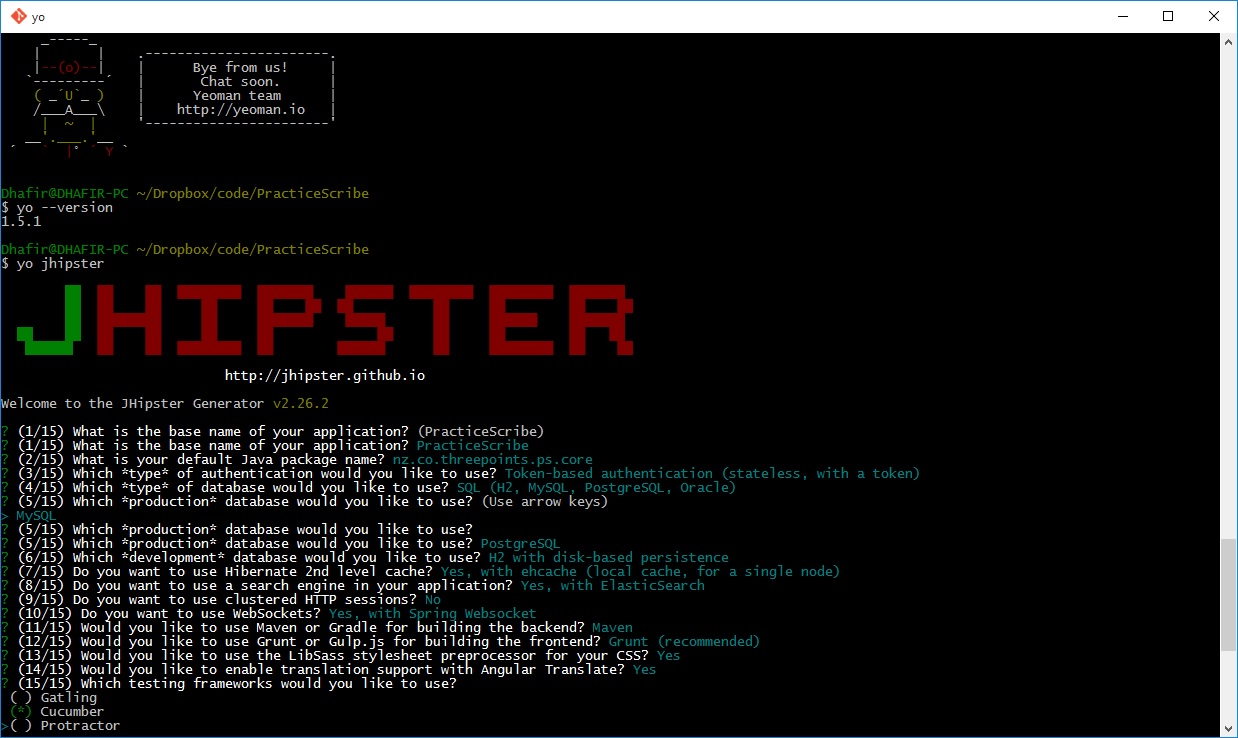 yo
Bye from us!
Chat soon.
Yeoman team
http://yeoman.io
Dhafir@DHAFIR-PC ~/Dropbox/code/PracticeScribe
$ yo --version
1.5.1
Dhafir@DHAFIR-PC ~/Dropbox/code/PracticeScribe
$ yo jhipster
JHIPSTER
http://jhipster.github.io
Welcome to the JHipster Generator v2.26.2
? (1/15) What is the base name of your application? (PracticeScribe)
? (1/15) What is the base name of your application? PracticeScribe
? (2/15) What is your default Java package name? nz.co.threepoints.ps.core
? (3/15) Which *type* of authentication would you like to use? Token-based authentication (stateless, with a token)
? (4/15) Which *type* of database would you like to use? SQL (H2, MySQL, PostgreSQL, Oracle)
? (5/15) Which *production* database would you like to use? (Use arrow keys)
> MySQL
? (5/15) Which *production* database would you like to use?
? (5/15) Which *production* database would you like to use? PostgreSQL
? (6/15) Which *development* database would you like to use? H2 with disk-based persistence
? (7/15) Do you want to use Hibernate 2nd level cache? Yes, with ehcache (local cache, for a single node)
? (8/15) Do you want to use a search engine in your application? Yes, with ElasticSearch
? (9/15) Do you want to use clustered HTTP sessions? No
? (10/15) Do you want to use WebSockets? Yes, with Spring Websocket
? (11/15) Would you like to use Maven or Gradle for building the backend? Maven
? (12/15) Would you like to use Grunt or Gulp.js for building the frontend? Grunt (recommended)
? (13/15) Would you like to use the LibSass stylesheet preprocessor for your CSS? Yes
? (14/15) Would you like to enable translation support with Angular Translate? Yes
? (15/15) Which testing frameworks would you like to use?
( ) Gatling
(*) Cucumber
>( ) Protractor